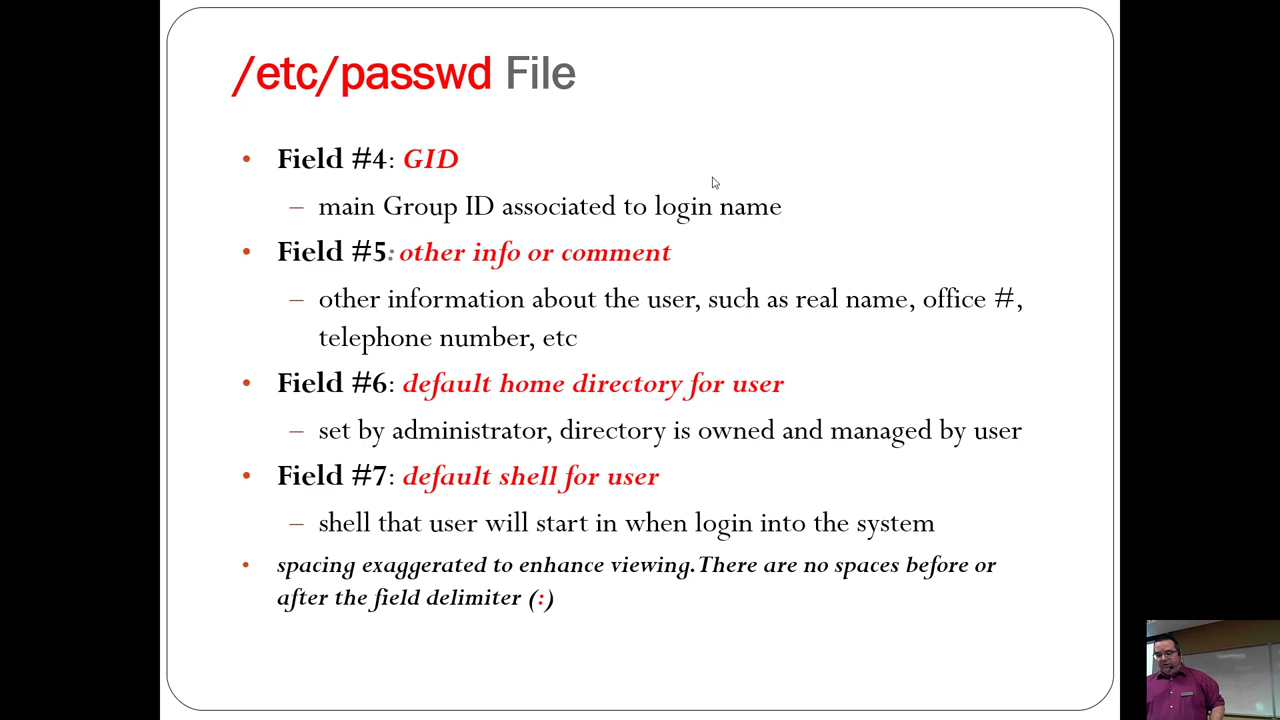 /etc/passwd File
• Field #4: GID
– main Group ID associated to login name
• Field #5: other info or comment
– other information about the user, such as real name, office #,
telephone number, etc
• Field #6: default home directory for user
– set by administrator, directory is owned and managed by user
• Field #7: default shell for user
– shell that user will start in when login into the system
• spacing exaggerated to enhance viewing. There are no spaces before or
after the field delimiter (:)